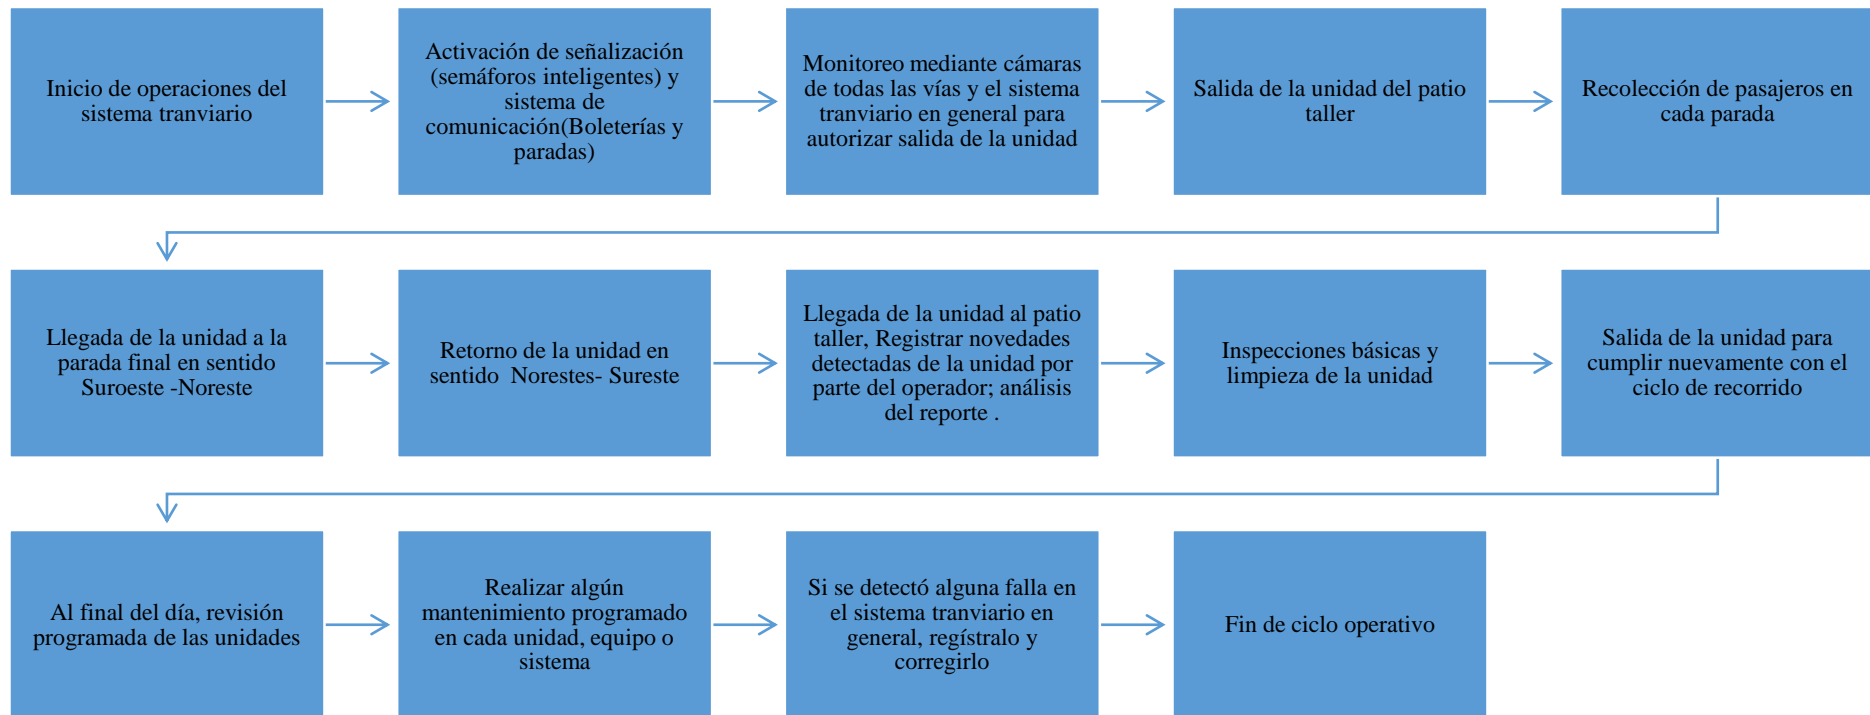 Inicio de operaciones del
sistema tranviario
Activación de señalización
(semáforos inteligentes) y
sistema de
comunicación(Boleterías y
paradas)
Monitoreo mediante cámaras
de todas las vías y el sistema
tranviario en general para
autorizar salida de la unidad
Salida de la unidad del patio
taller
Recolección de pasajeros en
cada parada
Llegada de la unidad a la
parada final en sentido
Suroeste -Noreste
Retorno de la unidad en
sentido  Norestes- Sureste
Llegada de la unidad al patio
taller, Registrar novedades
detectadas de la unidad por
parte del operador; análisis
del reporte .
Inspecciones básicas y
limpieza de la unidad
Salida de la unidad para
cumplir nuevamente con el
ciclo de recorrido
Al final del día, revisión
programada de las unidades
Realizar algún
mantenimiento programado
en cada unidad, equipo o
sistema
Si se detectó alguna falla en
el sistema tranviario en
general, regístralo y
corregirlo
Fin de ciclo operativo